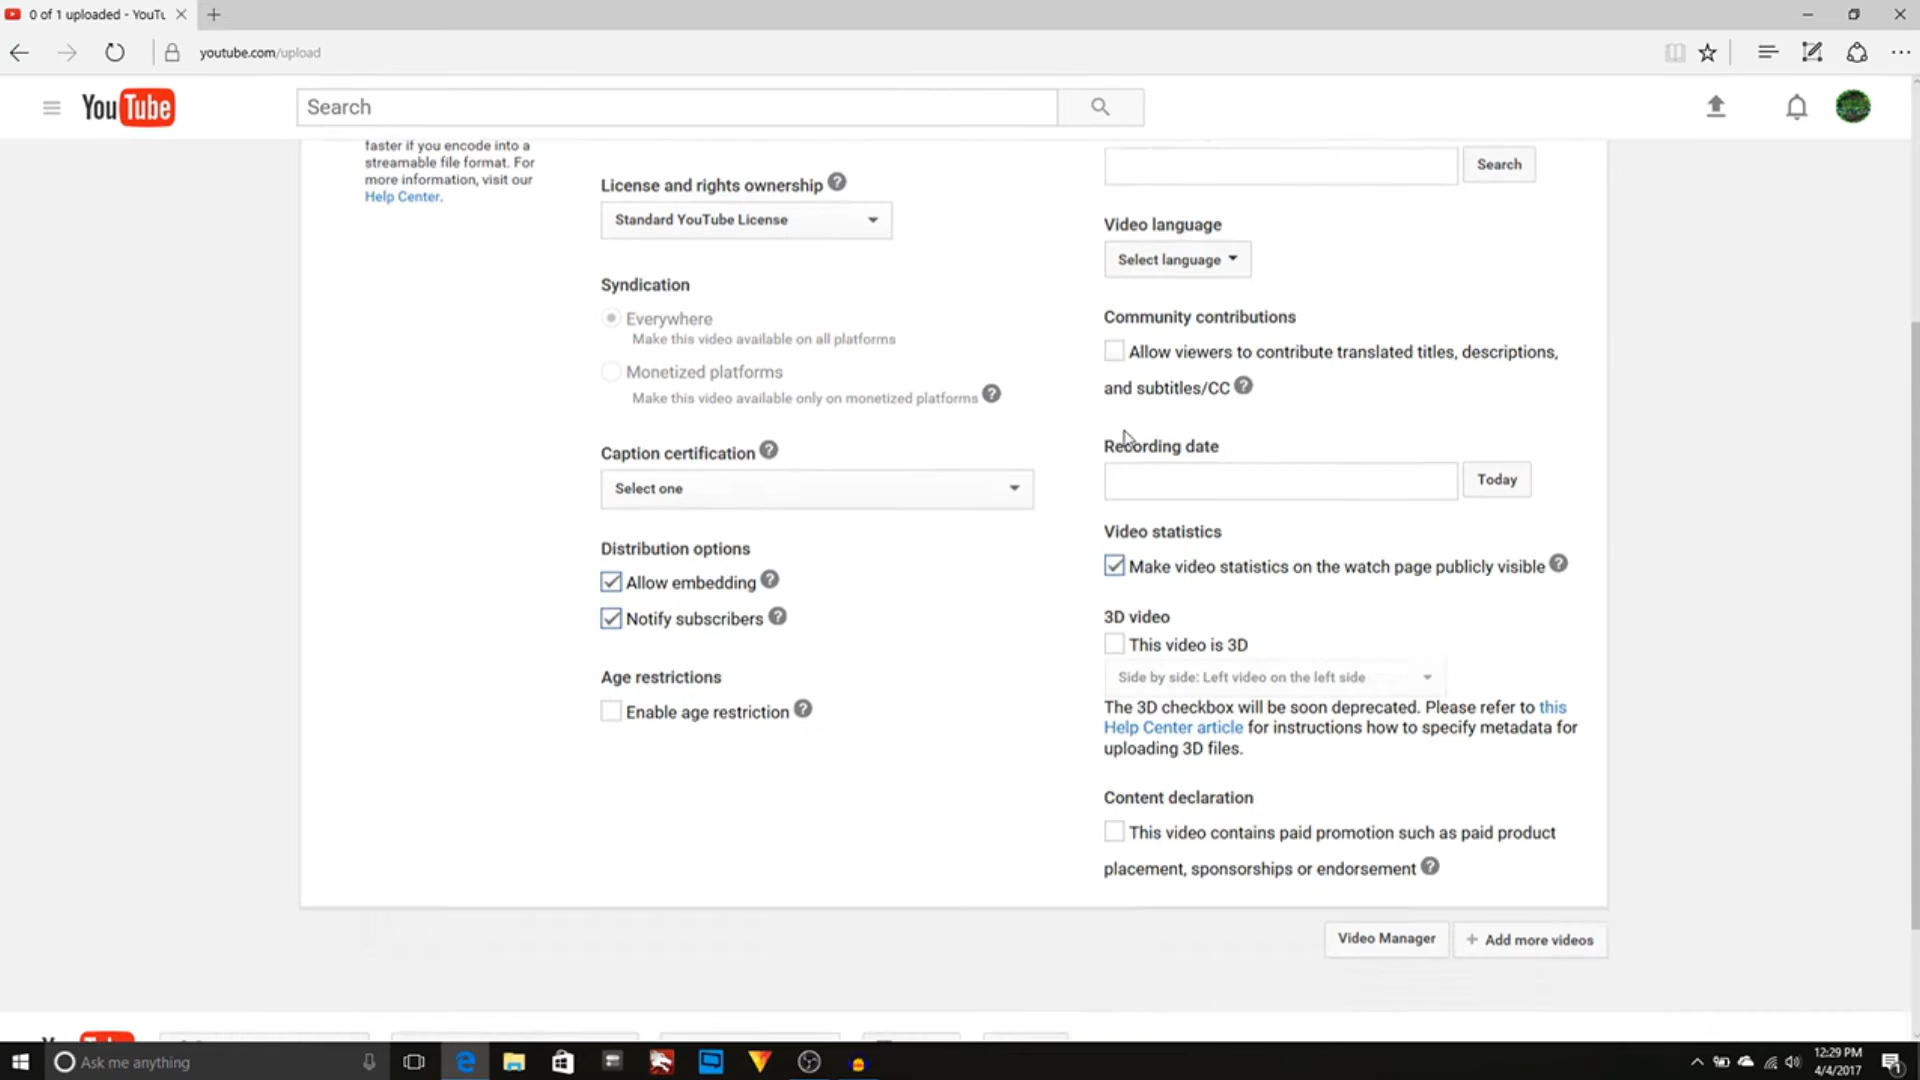 0 of 1 uploaded - YouTu
youtube.com/upload
YouTube
Search
faster if you encode into a
streamable file format. For
more information, visit our
Help Center.
License and rights ownership ?
Standard YouTube License
Syndication
Everywhere
Make this video available on all platforms
Monetized platforms
Make this video available only on monetized platforms ?
Caption certification ?
Select one
Distribution options
Allow embedding ?
Notify subscribers ?
Age restrictions
Enable age restriction ?
Search
Video language
Select language
Community contributions
Allow viewers to contribute translated titles, descriptions,
and subtitles/CC ?
Recording date
Today
Video statistics
Make video statistics on the watch page publicly visible ?
3D video
This video is 3D
Side by side: Left video on the left side
The 3D checkbox will be soon deprecated. Please refer to this
Help Center article for instructions how to specify metadata for
uploading 3D files.
Content declaration
This video contains paid promotion such as paid product
placement, sponsorships or endorsement ?
Video Manager
+ Add more videos
Ask me anything
12:29 PM
4/4/2017
1